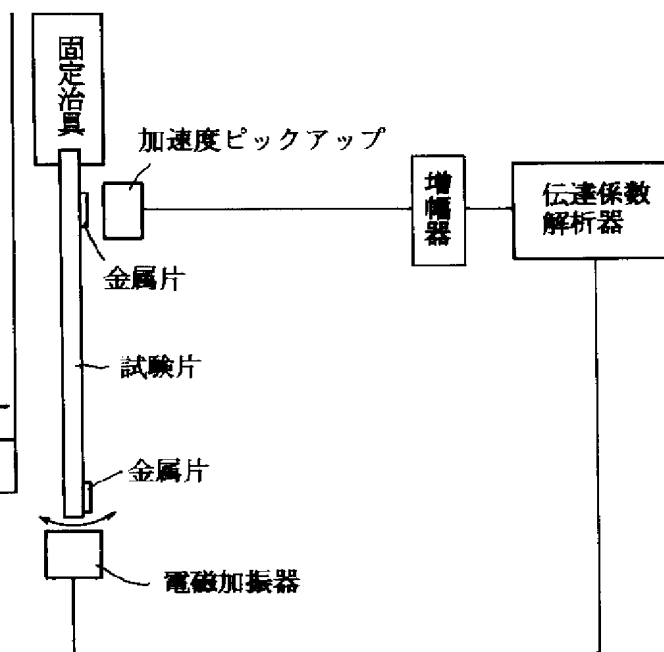 固定治具
加速度ピックアップ
増幅器
伝達係数
解析器
金属片
試験片
金属片
電磁加振器